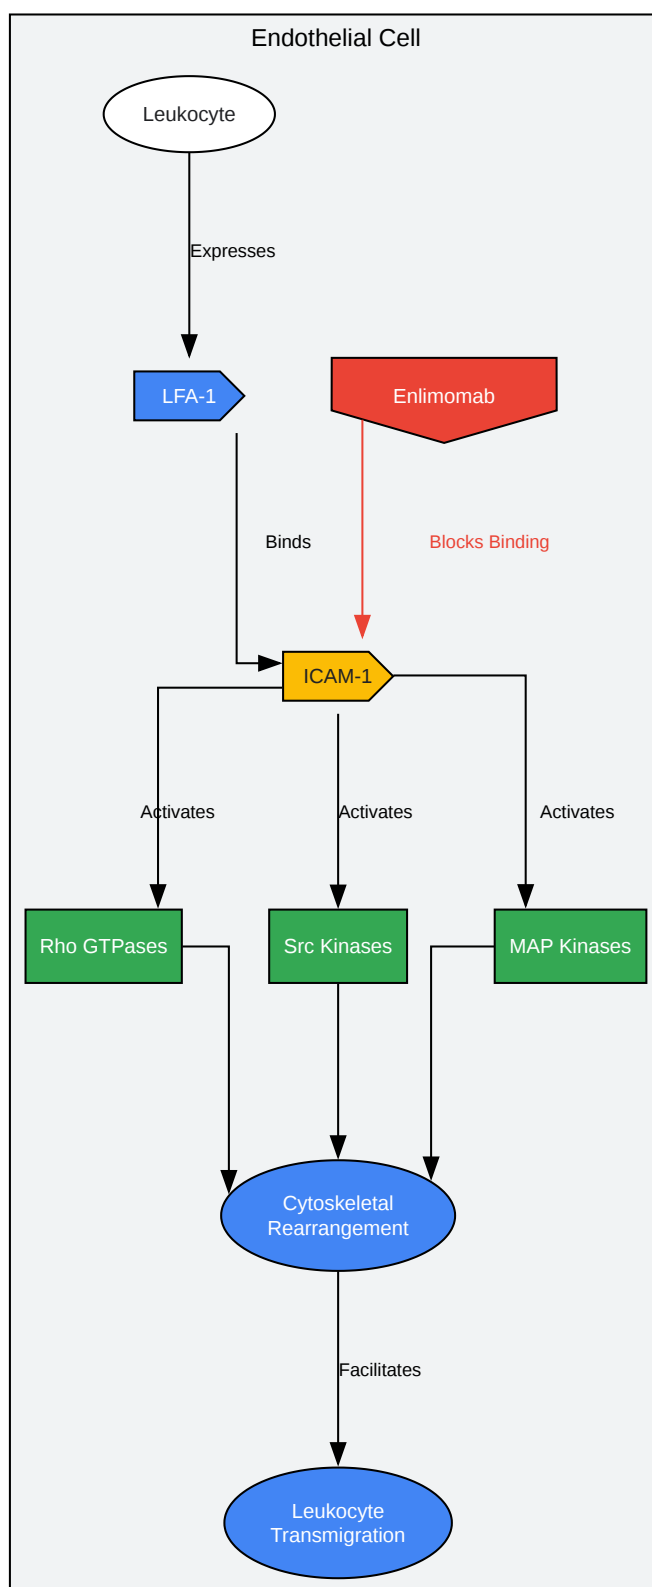 Endothelial Cell
Leukocyte
Expresses
LFA-1
Enlimomab
Binds
Blocks Binding
ICAM-1
Activates
Activates
Activates
Rho GTPases
Src Kinases
MAP Kinases
Cytoskeletal
Rearrangement
Facilitates
Leukocyte
Transmigration